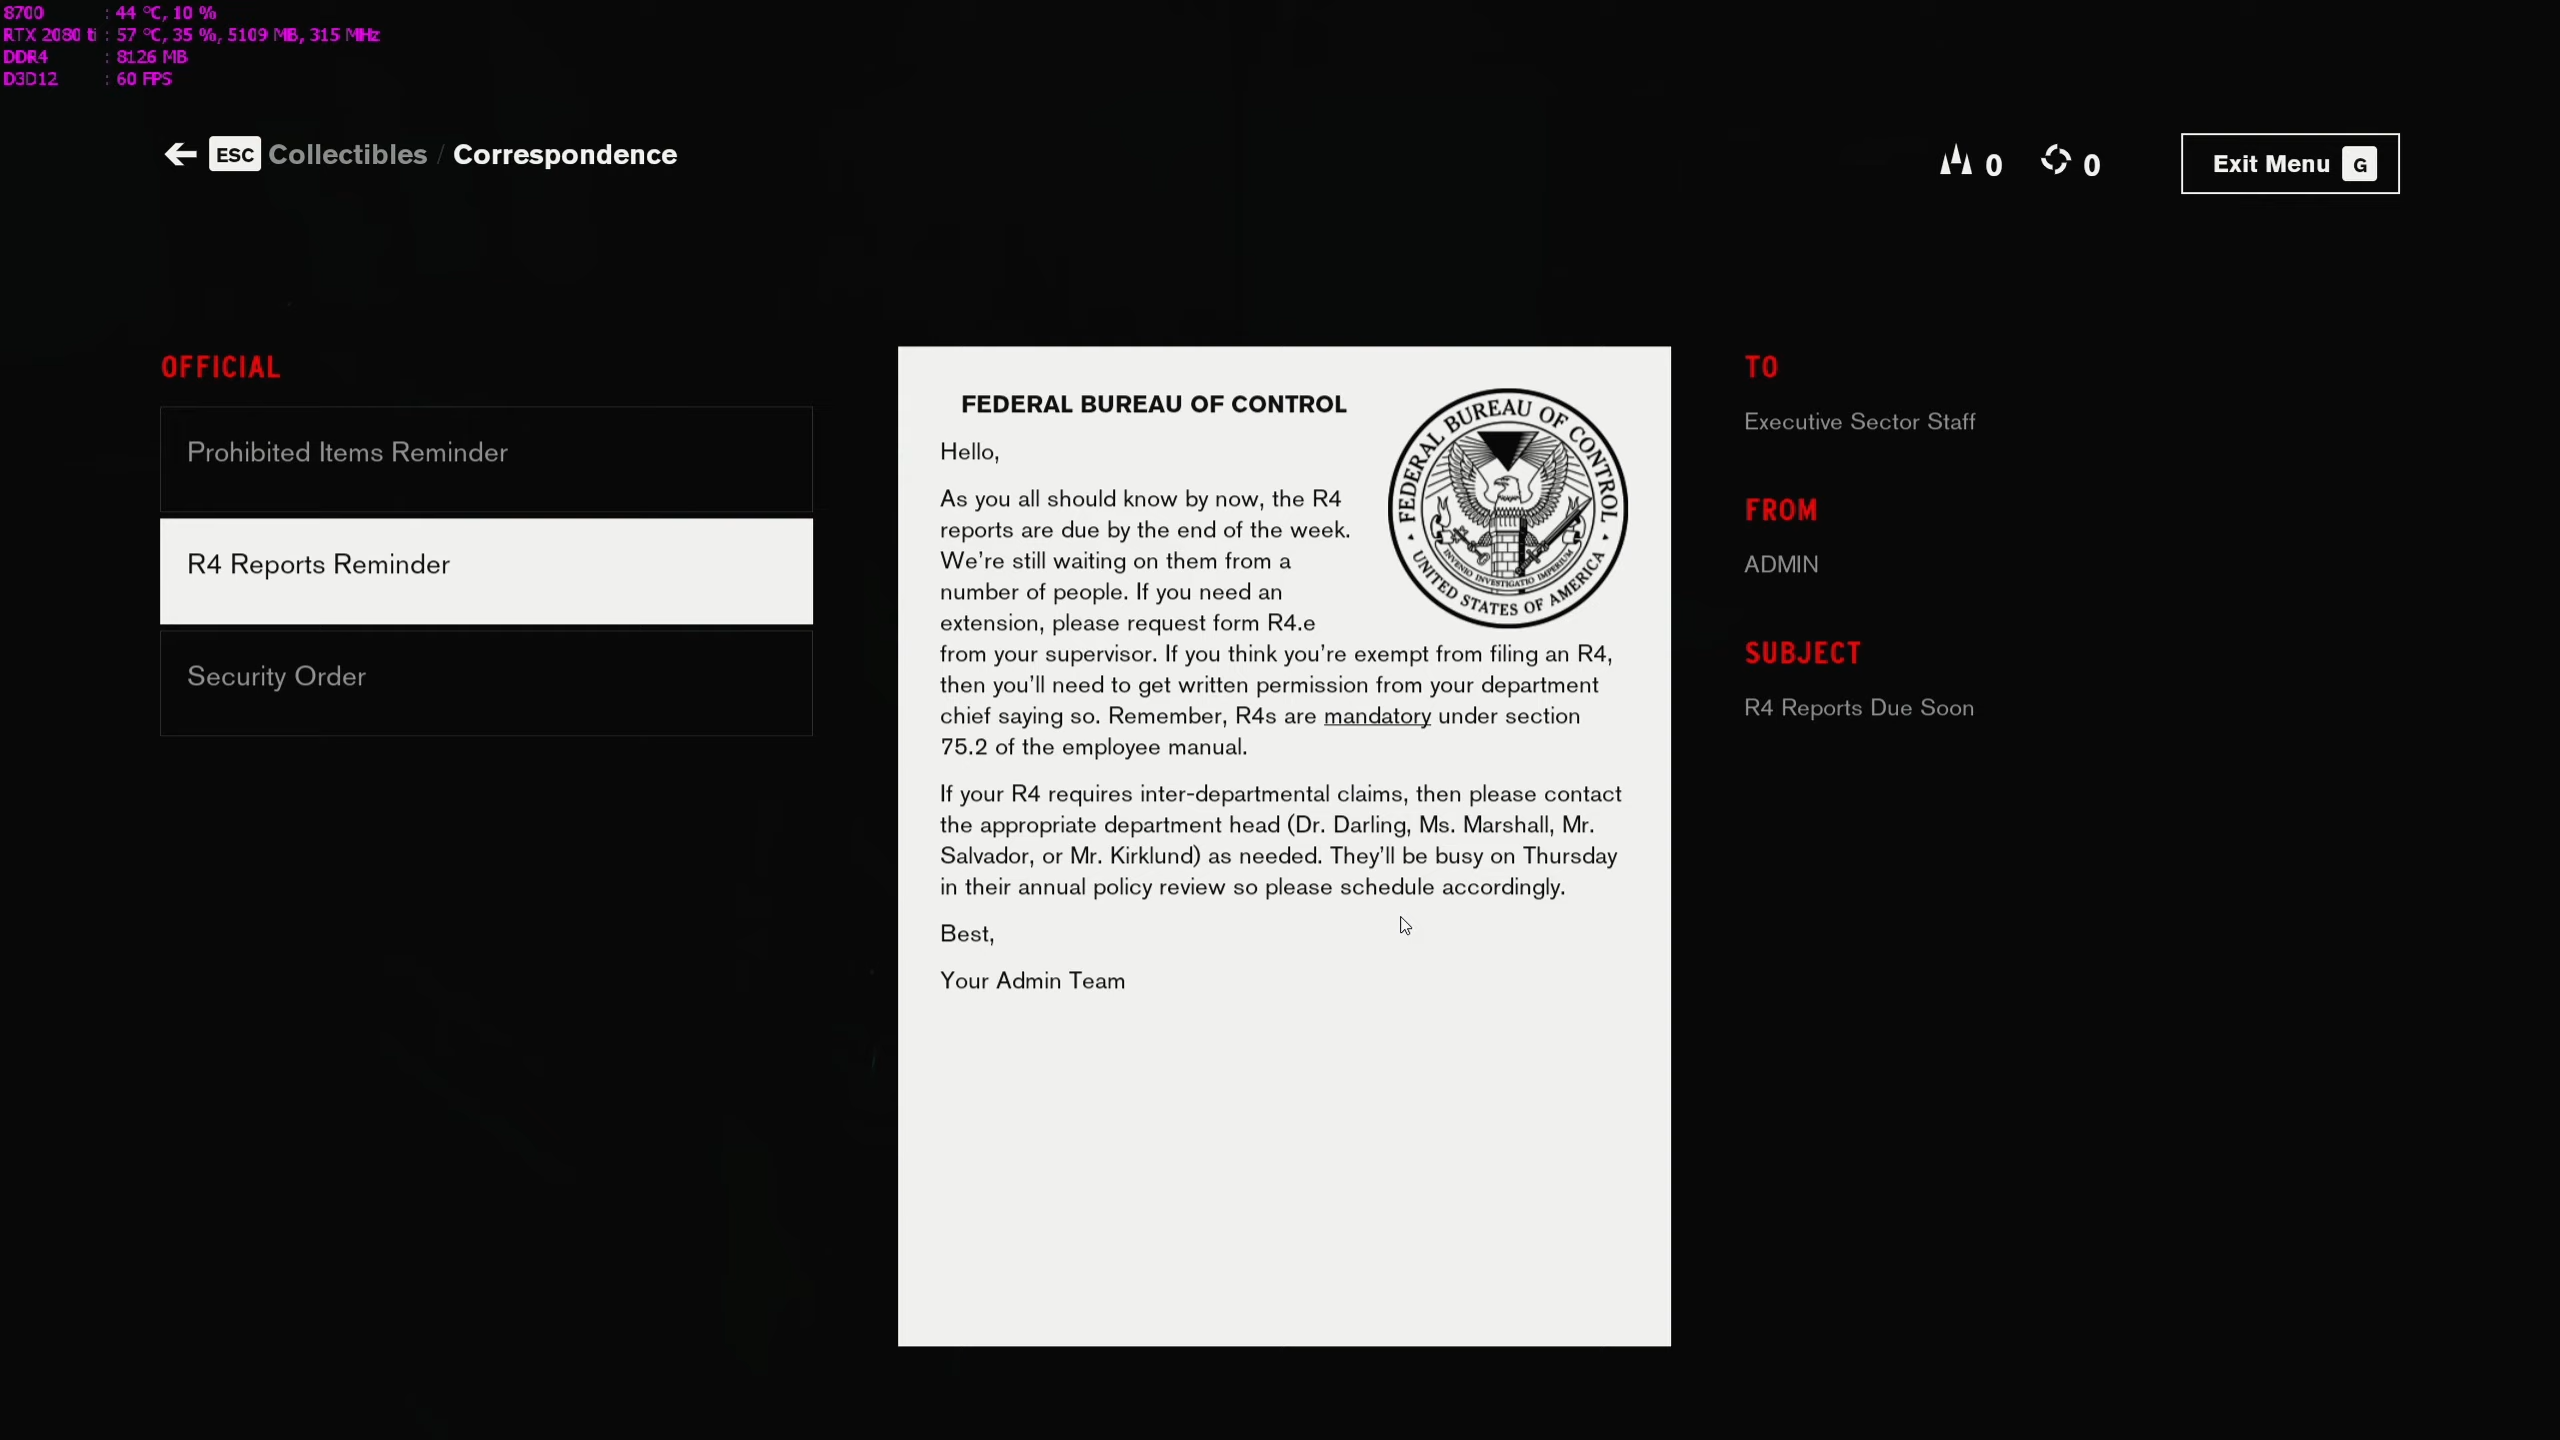 8700 : 44 °C, 10 %
RTX 2080 ti : 57 °C, 35 %, 5109 MB, 315 MHz
DDR4 : 8126 MB
D3D12 : 60 FPS
ESC Collectibles / Correspondence
0 0
Exit Menu G
OFFICIAL
Prohibited Items Reminder
R4 Reports Reminder
Security Order
FEDERAL BUREAU OF CONTROL
FEDERAL BUREAU OF CONTROL
INVENIO INVESTIGATIO IMPERIUM
UNITED STATES OF AMERICA
Hello,
As you all should know by now, the R4
reports are due by the end of the week.
We're still waiting on them from a
number of people. If you need an
extension, please request form R4.e
from your supervisor. If you think you're exempt from filing an R4,
then you'll need to get written permission from your department
chief saying so. Remember, R4s are mandatory under section
75.2 of the employee manual.
If your R4 requires inter-departmental claims, then please contact
the appropriate department head (Dr. Darling, Ms. Marshall, Mr.
Salvador, or Mr. Kirklund) as needed. They'll be busy on Thursday
in their annual policy review so please schedule accordingly.
Best,
Your Admin Team
TO
Executive Sector Staff
FROM
ADMIN
SUBJECT
R4 Reports Due Soon